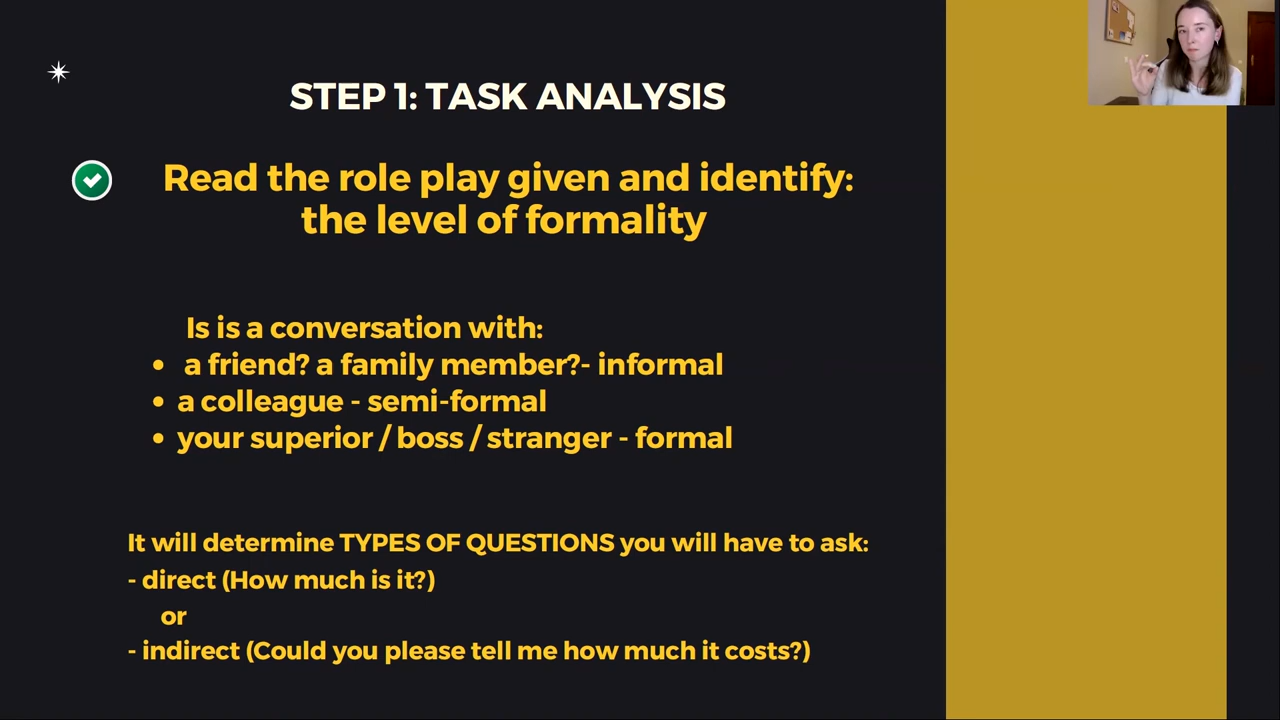 STEP 1: TASK ANALYSIS
Read the role play given and identify:
the level of formality
Is is a conversation with:
• a friend? a family member?- informal
• a colleague - semi-formal
• your superior / boss / stranger - formal
It will determine TYPES OF QUESTIONS you will have to ask:
- direct (How much is it?)
or
- indirect (Could you please tell me how much it costs?)